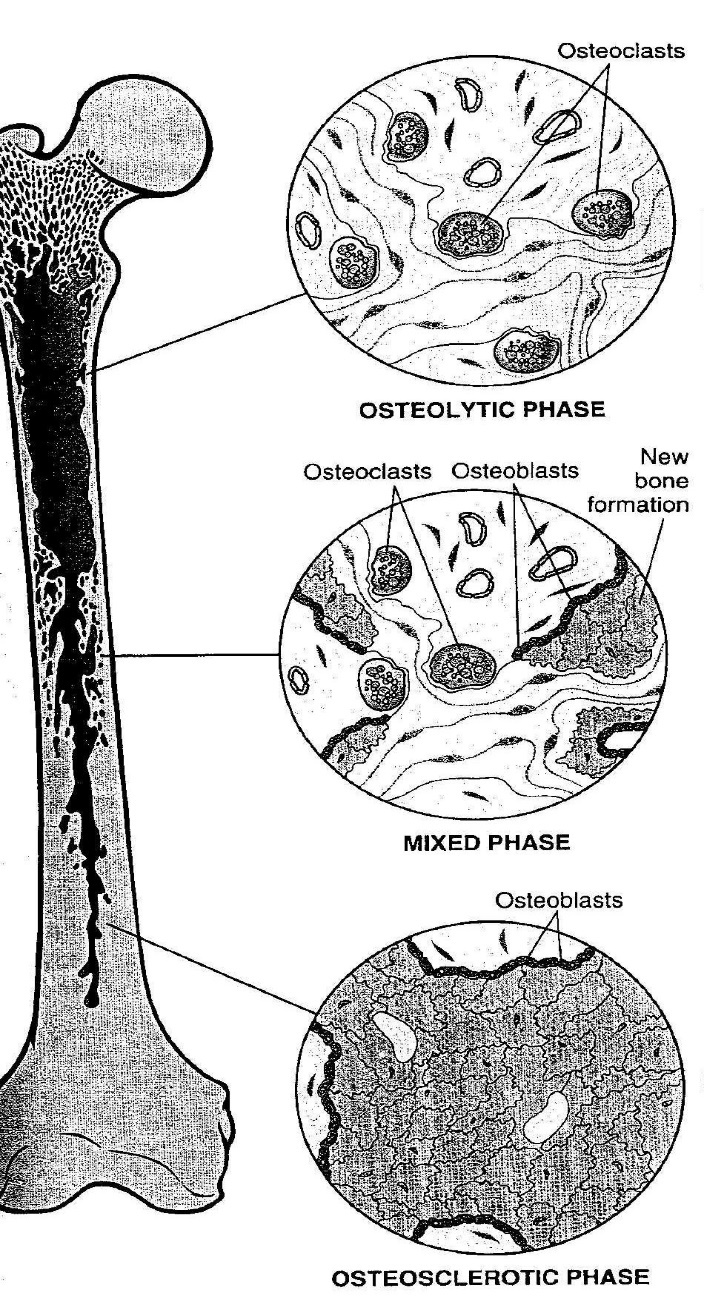 Osteoclasts
OSTEOLYTIC PHASE
Osteoclasts Osteoblasts New
bone
formation
MIXED PHASE
Osteoblasts
OSTEOSCLEROTIC PHASE